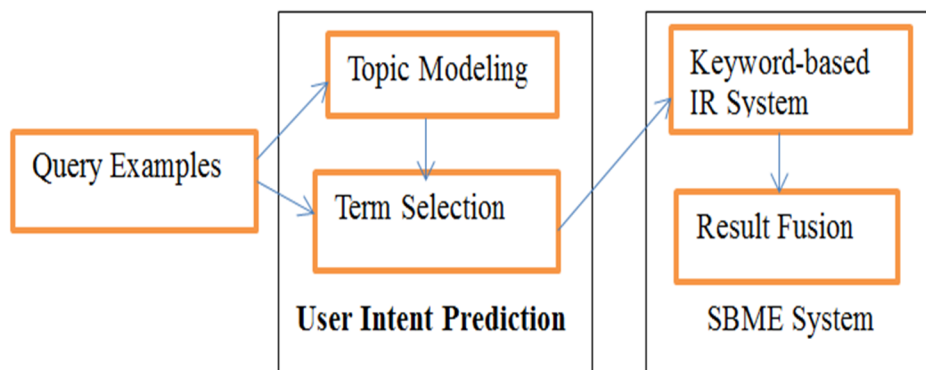 Query Examples
Topic Modeling
Term Selection
User Intent Prediction
Keyword-based
IR System
Result Fusion
SBME System